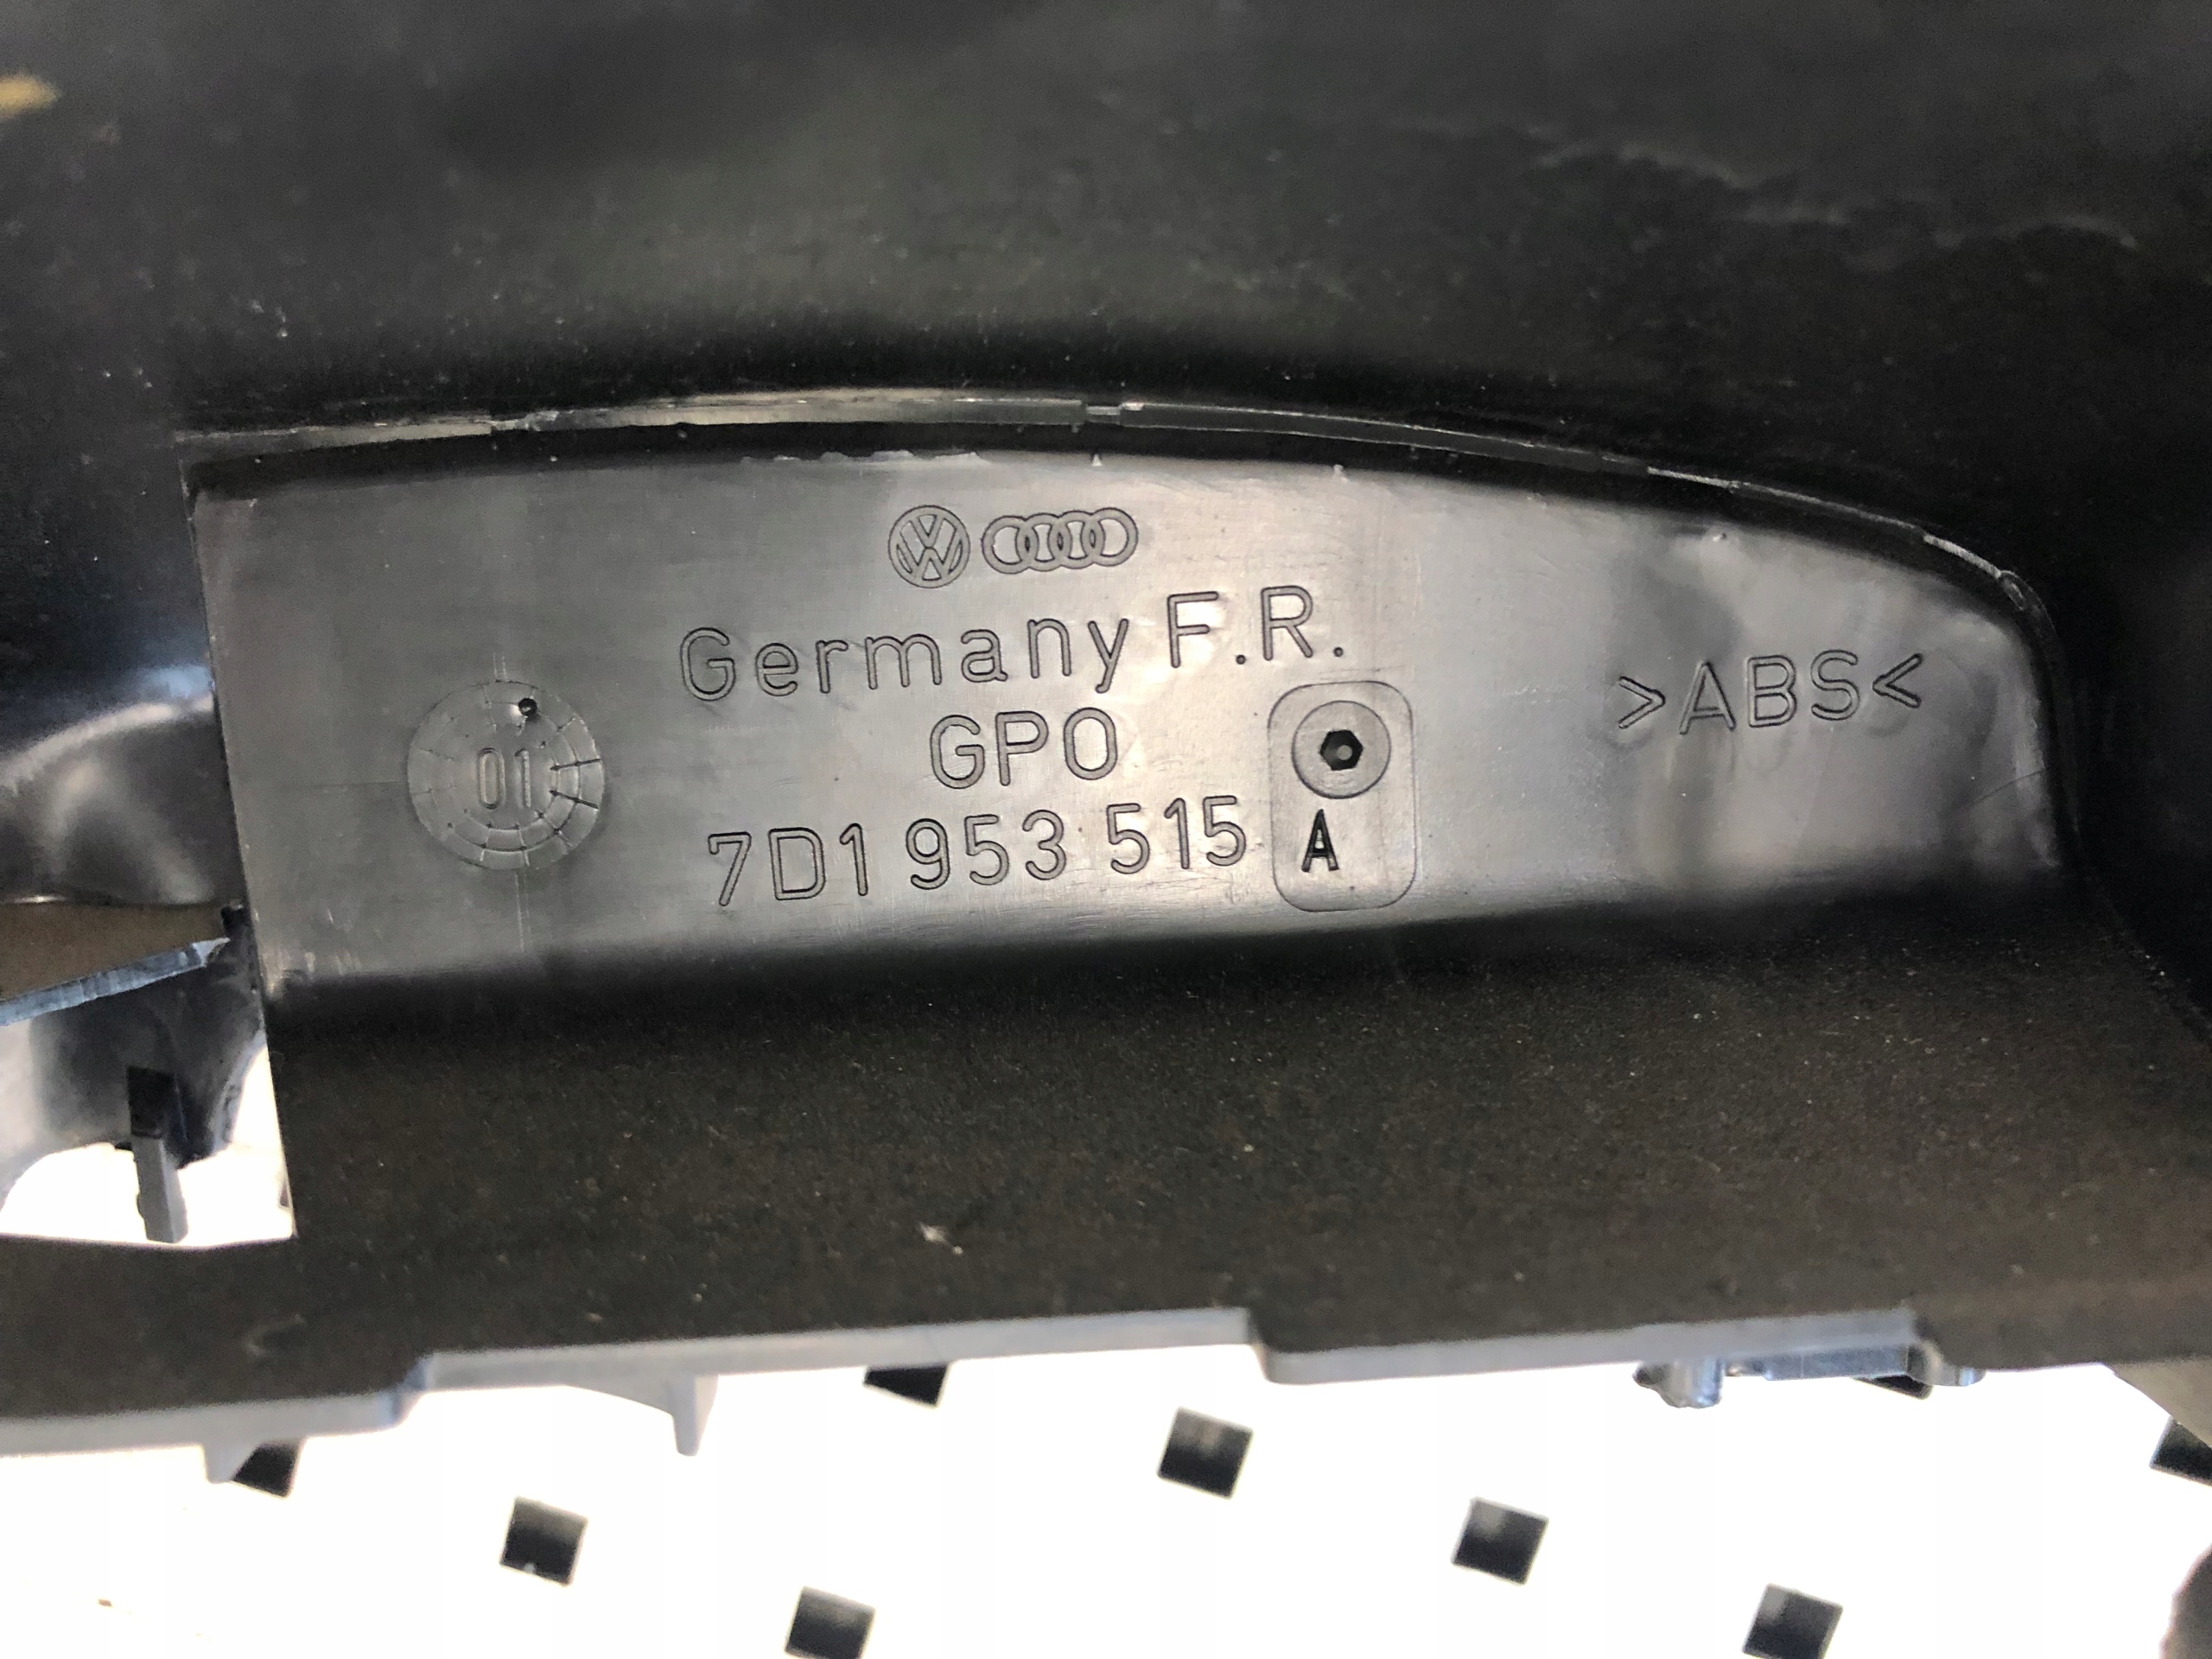 Germany F.R.
GPO
7D1 953 515 A
>ABS<
01